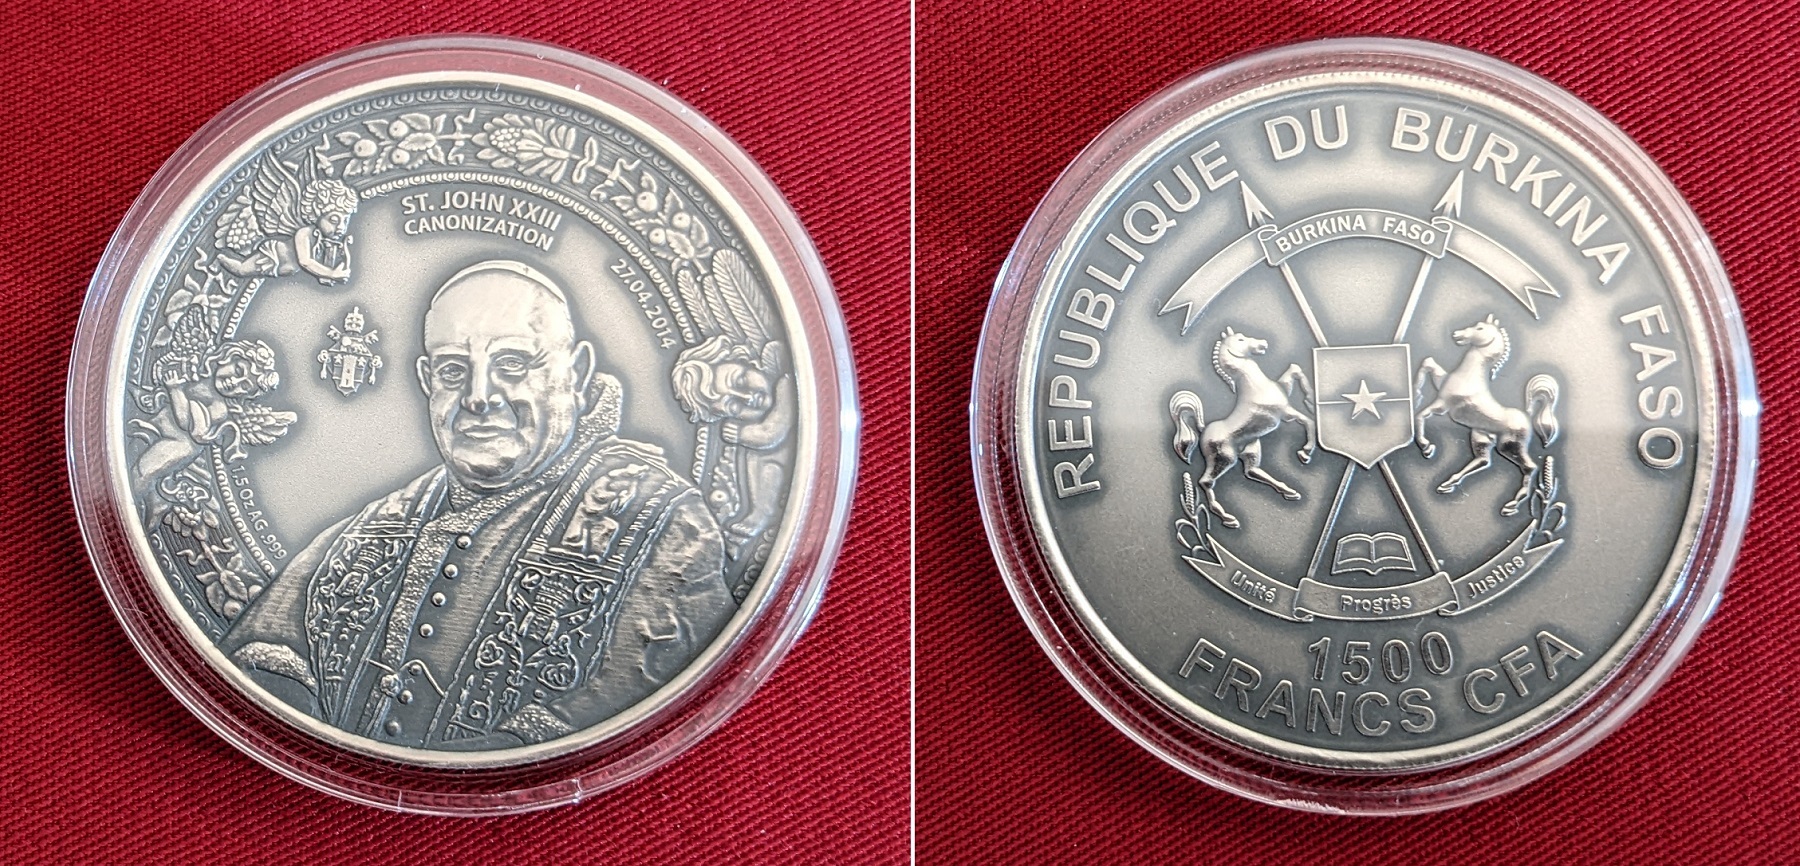 ST. JOHN XXIII
CANONIZATION
27.04.2014
1,5 Oz AG .999
REPUBLIQUE DU BURKINA FASO
BURKINA FASO
Unité Progrès Justice
1500
FRANCS CFA